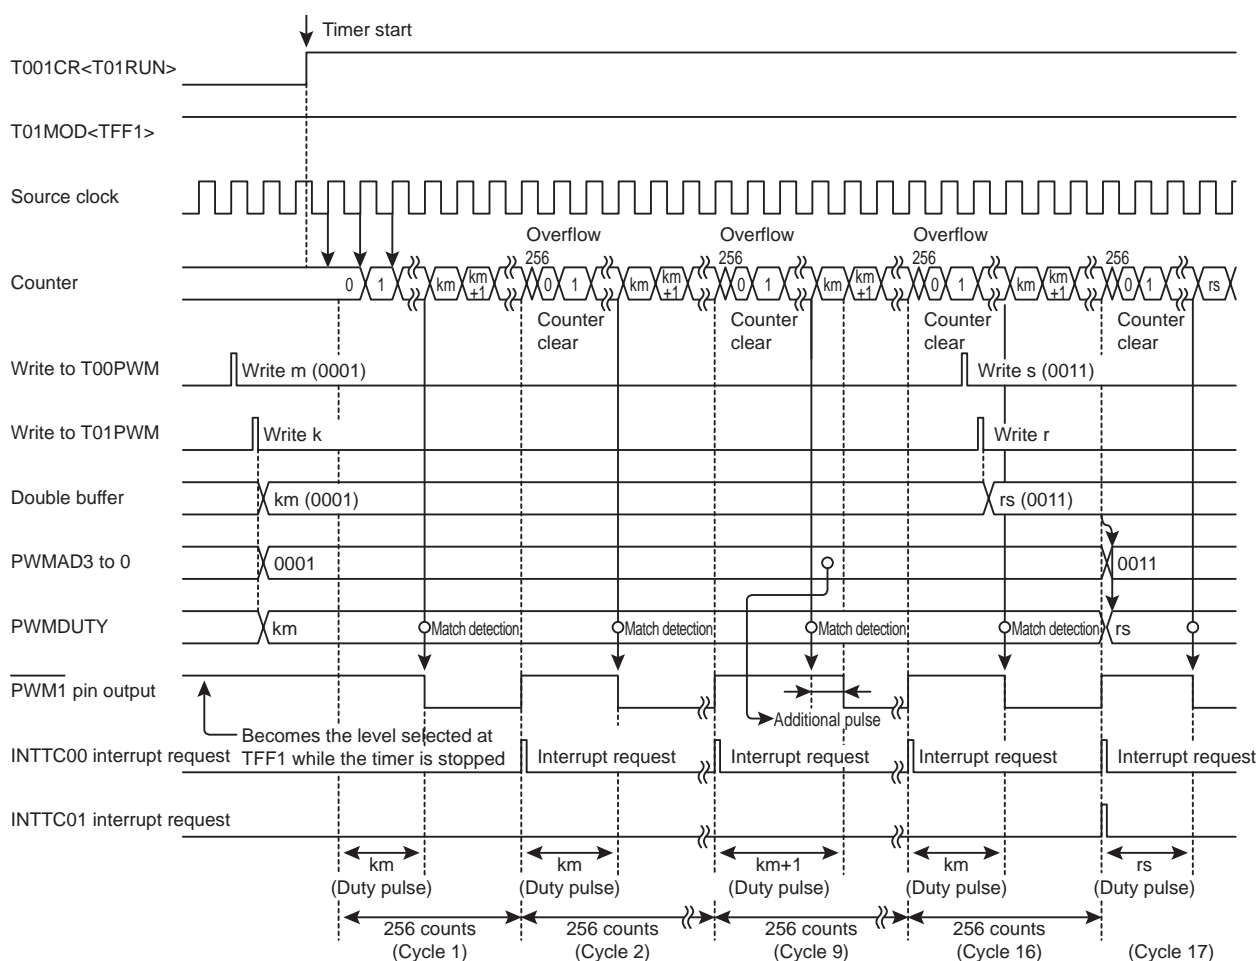 Timer start
T001CR<T01RUN>
T01MOD<TFF1>
Source clock
Overflow Overflow Overflow
256 256 256 256
Counter 0 1 km km+1 0 1 km km+1 0 1 km km+1 0 1 km km+1 0 1 rs
Counter clear Counter clear Counter clear Counter clear
Write to T00PWM Write m (0001) Write s (0011)
Write to T01PWM Write k Write r
Double buffer km (0001) rs (0011)
PWMAD3 to 0 0001 0011
PWMDUTY km Match detection Match detection Match detection Match detection rs
PWM1 pin output
Additional pulse
Becomes the level selected at
TFF1 while the timer is stopped
INTTC00 interrupt request Interrupt request Interrupt request Interrupt request Interrupt request
INTTC01 interrupt request
km km km+1 km rs
(Duty pulse) (Duty pulse) (Duty pulse) (Duty pulse) (Duty pulse)
256 counts 256 counts 256 counts 256 counts
(Cycle 1) (Cycle 2) (Cycle 9) (Cycle 16) (Cycle 17)